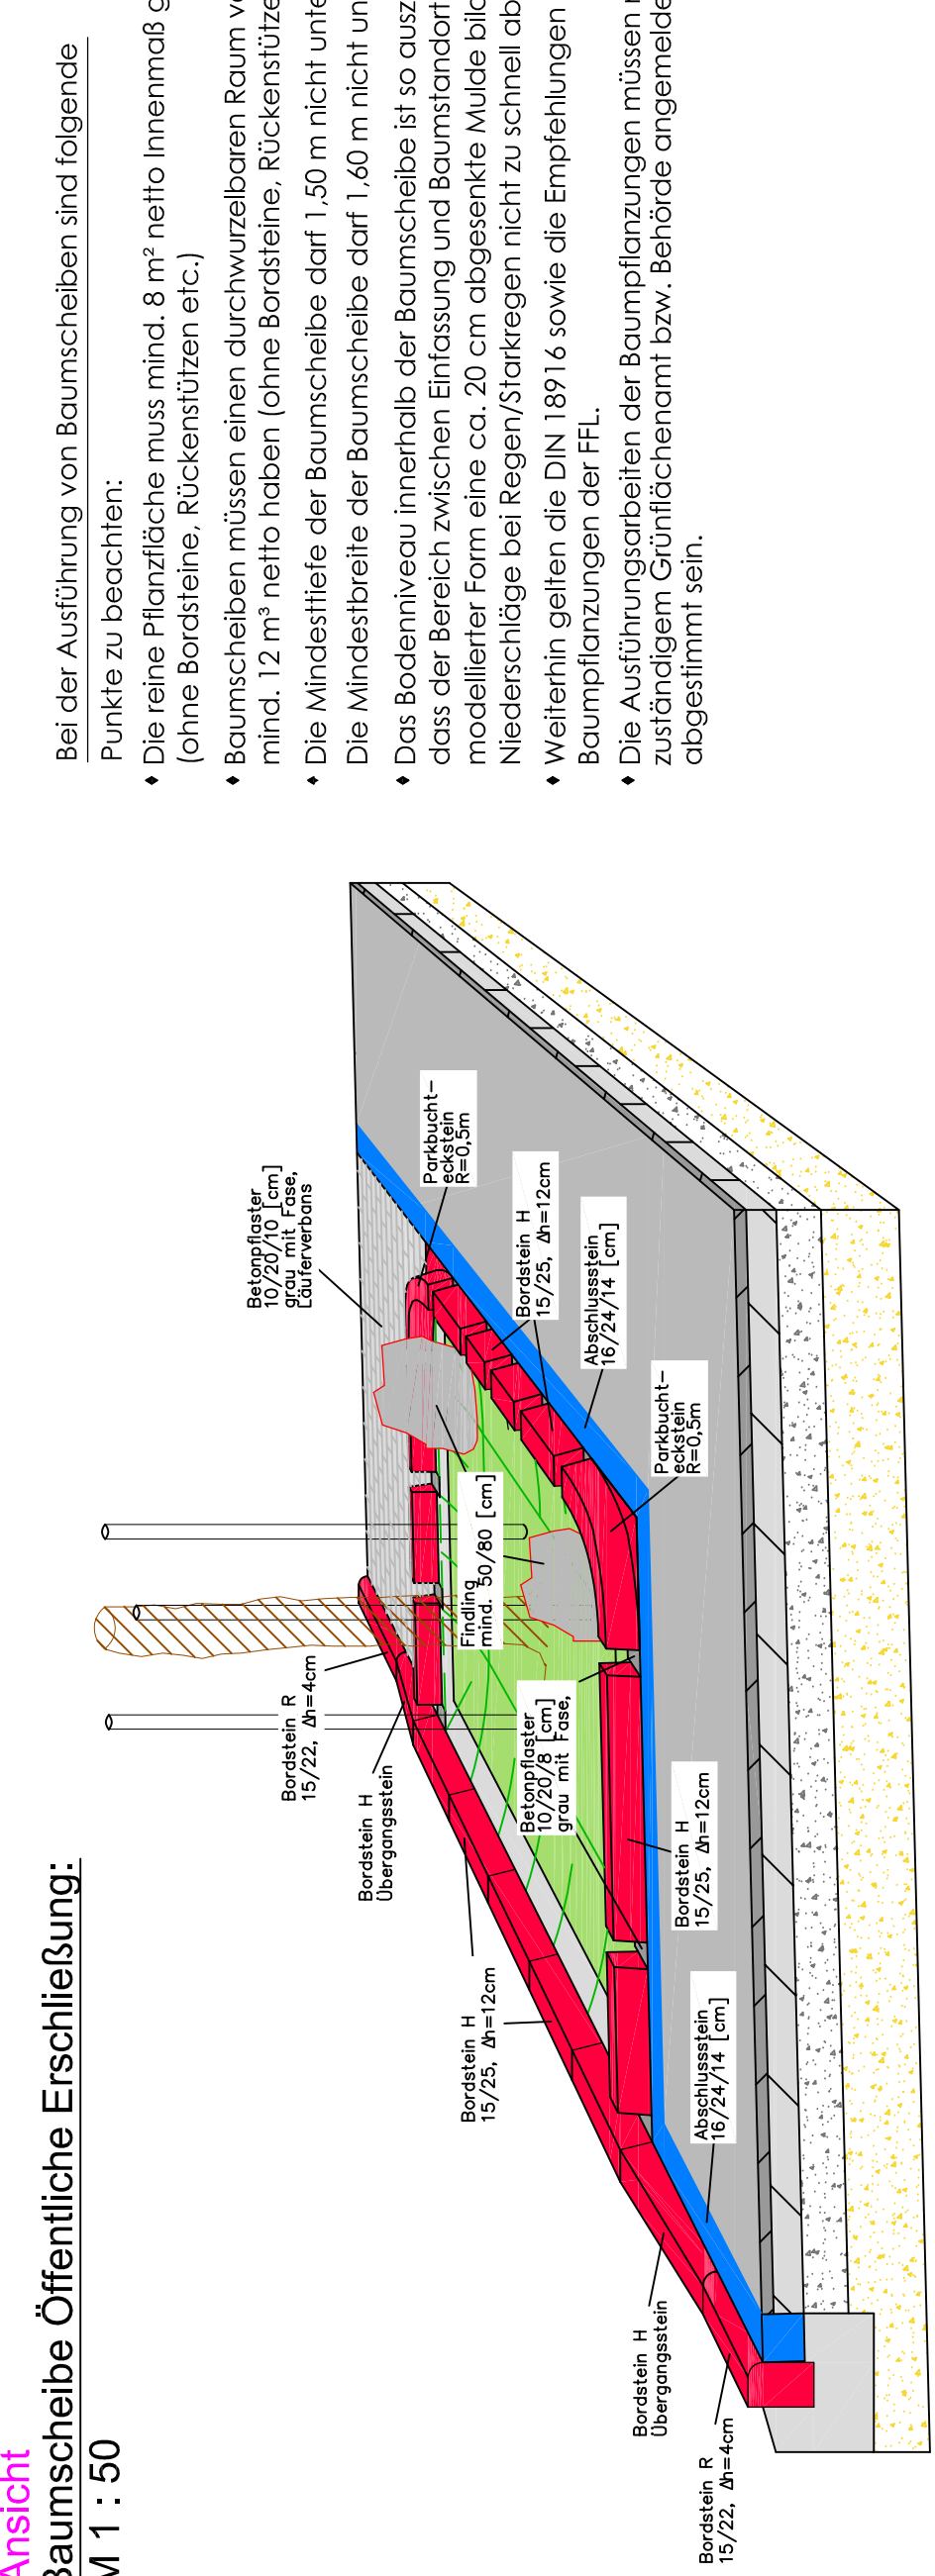 Ansicht
Baumscheibe Öffentliche Erschließung:
M 1 : 50
Bordstein R
15/22, Δh=4cm
Bordstein H
Übergangsstein
Bordstein H
15/25, Δh=12cm
Bordstein H
Übergangsstein
Bordstein R
15/22, Δh=4cm
Betonpflaster
10/20/10 [cm]
grau mit Fase,
Läuferverbans
Parkbucht-
eckstein
R=0,5m
Bordstein H
15/25, Δh=12cm
Abschlussstein
16/24/14 [cm]
Parkbucht-
eckstein
R=0,5m
Findling
mind. 50/80 [cm]
Betonpflaster
10/20/8 [cm]
grau mit Fase,
Bordstein H
15/25, Δh=12cm
Abschlussstein
16/24/14 [cm]
Bei der Ausführung von Baumscheiben sind folgende
Punkte zu beachten:
♦ Die reine Pflanzfläche muss mind. 8 m² netto Innenmaß g
(ohne Bordsteine, Rückenstützen etc.)
♦ Baumscheiben müssen einen durchwurzelbaren Raum v
mind. 12 m³ netto haben (ohne Bordsteine, Rückenstütze
♦ Die Mindesttiefe der Baumscheibe darf 1,50 m nicht unte
Die Mindestbreite der Baumscheibe darf 1,60 m nicht un
♦ Das Bodenniveau innerhalb der Baumscheibe ist so ausz
dass der Bereich zwischen Einfassung und Baumstandort
modellierter Form eine ca. 20 cm abgesenkte Mulde bild
Niederschläge bei Regen/Starkregen nicht zu schnell ab
♦ Weiterhin gelten die DIN 18916 sowie die Empfehlungen
Baumpflanzungen der FFL.
♦ Die Ausführungsarbeiten der Baumpflanzungen müssen
zuständigem Grünflächenamt bzw. Behörde angemelde
abgestimmt sein.